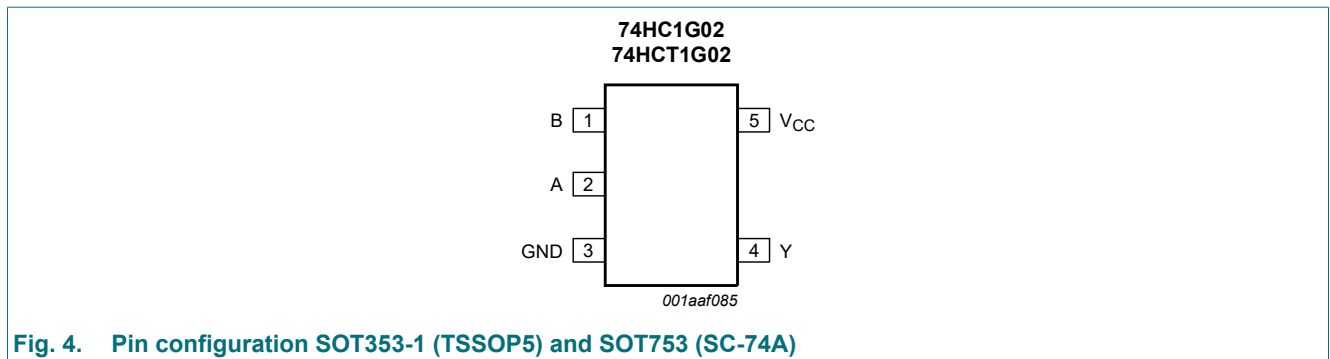 74HC1G02
74HCT1G02
B 1
5 VCC
A 2
GND 3
4 Y
001aaf085
Fig. 4. Pin configuration SOT353-1 (TSSOP5) and SOT753 (SC-74A)